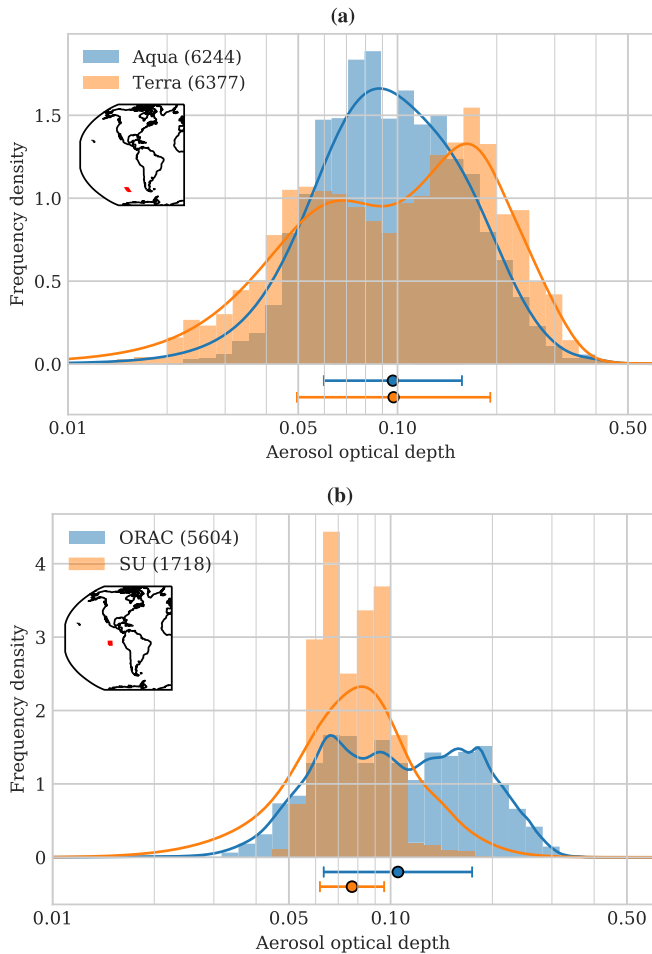 (a)
Aqua (6244)
Terra (6377)
1.5
1.0
0.5
0.0
Frequency density
0.01
0.05
0.10
0.50
Aerosol optical depth
(b)
ORAC (5604)
SU (1718)
4
3
2
1
0
Frequency density
0.01
0.05
0.10
0.50
Aerosol optical depth